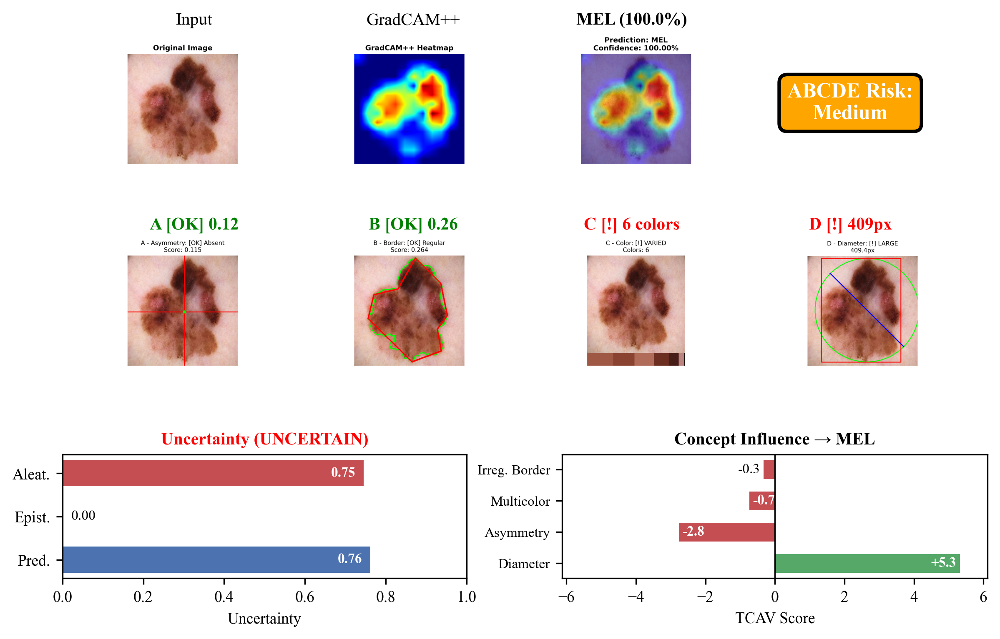 Input
GradCAM++
MEL (100.0%)
Original Image
GradCAM++ Heatmap
Prediction: MEL
Confidence: 100.00%
ABCDE Risk:
Medium
A [OK] 0.12
B [OK] 0.26
C [!] 6 colors
D [!] 409px
A - Asymmetry: [OK] Absent
Score: 0.115
B - Border: [OK] Regular
Score: 0.264
C - Color: [!] VARIED
Colors: 6
D - Diameter: [!] LARGE
409.4px
Uncertainty (UNCERTAIN)
Aleat.
0.75
Epist.
0.00
Pred.
0.76
0.0
0.2
0.4
0.6
0.8
1.0
Uncertainty
Concept Influence → MEL
Irreg. Border
-0.3
Multicolor
-0.7
Asymmetry
-2.8
Diameter
+5.3
−6
−4
−2
0
2
4
6
TCAV Score